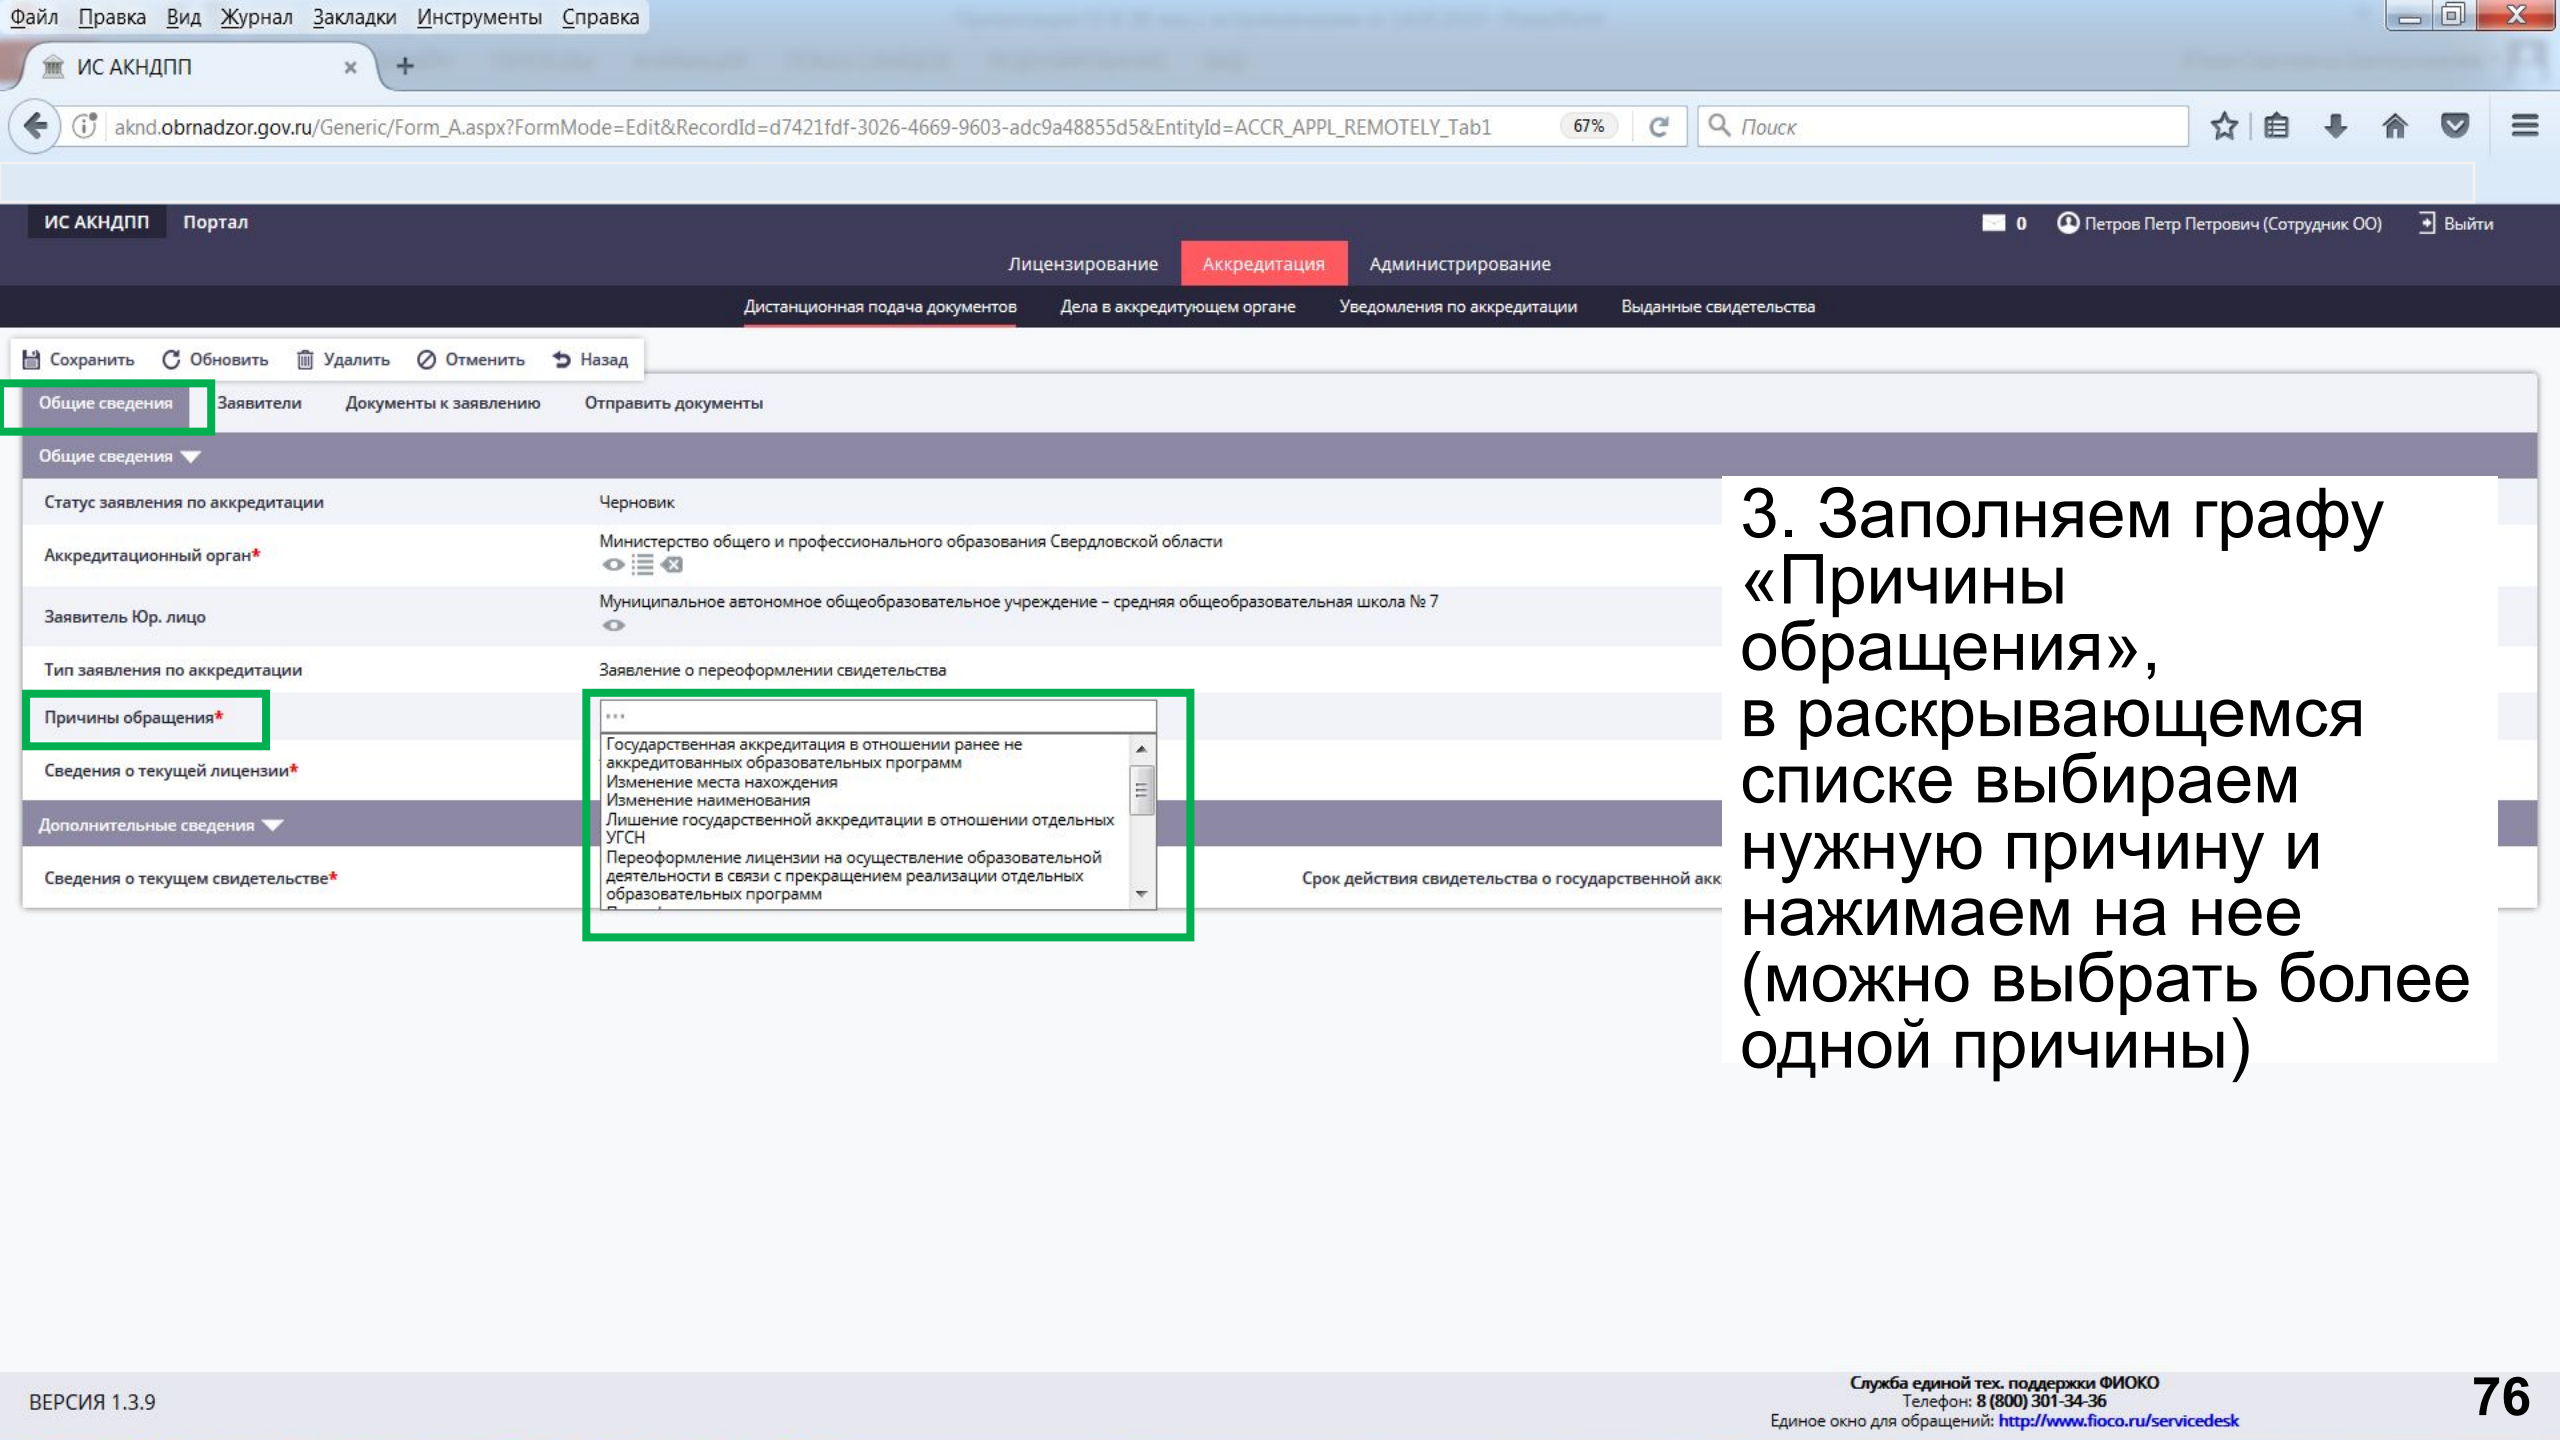 Файл Правка Вид Журнал Закладки Инструменты Справка
ИС АКНДПП
aknd.obrnadzor.gov.ru/Generic/Form_A.aspx?FormMode=Edit&RecordId=d7421fdf-3026-4669-9603-adc9a48855d5&EntityId=ACCR_APPL_REMOTELY_Tab1 67% Поиск
ИС АКНДПП Портал 0 Петров Петр Петрович (Сотрудник ОО) Выйти
Лицензирование Аккредитация Администрирование
Дистанционная подача документов Дела в аккредитующем органе Уведомления по аккредитации Выданные свидетельства
Сохранить Обновить Удалить Отменить Назад
Общие сведения Заявители Документы к заявлению Отправить документы
Общие сведения
Статус заявления по аккредитации Черновик
Аккредитационный орган* Министерство общего и профессионального образования Свердловской области
Заявитель Юр. лицо Муниципальное автономное общеобразовательное учреждение – средняя общеобразовательная школа № 7
Тип заявления по аккредитации Заявление о переоформлении свидетельства
Причины обращения* ...
Государственная аккредитация в отношении ранее не
аккредитованных образовательных программ
Изменение места нахождения
Изменение наименования
Лишение государственной аккредитации в отношении отдельных
УГСН
Переоформление лицензии на осуществление образовательной
деятельности в связи с прекращением реализации отдельных
образовательных программ
Сведения о текущей лицензии*
Дополнительные сведения
Сведения о текущем свидетельстве* Срок действия свидетельства о государственной акк
3. Заполняем графу
«Причины
обращения»,
в раскрывающемся
списке выбираем
нужную причину и
нажимаем на нее
(можно выбрать более
одной причины)
ВЕРСИЯ 1.3.9
Служба единой тех. поддержки ФИОКО
Телефон: 8 (800) 301-34-36
Единое окно для обращений: http://www.fioco.ru/servicedesk
76